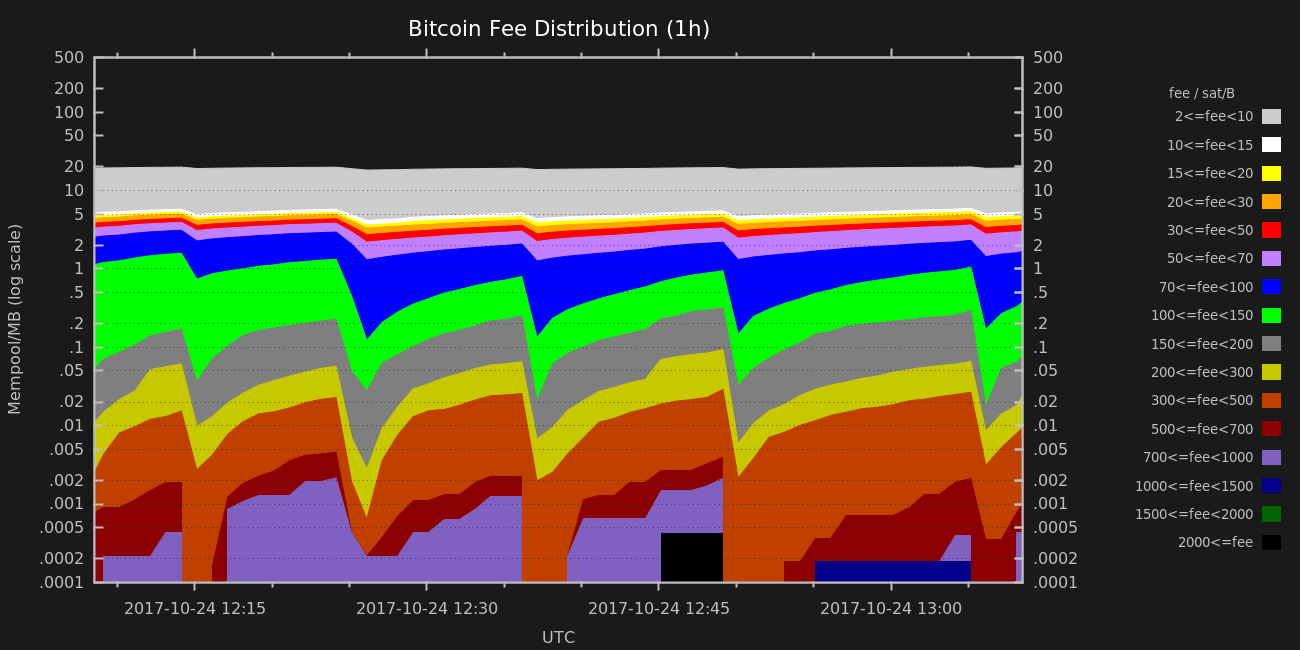 Bitcoin Fee Distribution (1h)
500 500
200 200
100 100
50 50
20 20
10 10
5 5
2 2
1 1
.5 .5
.2 .2
.1 .1
.05 .05
.02 .02
.01 .01
.005 .005
.002 .002
.001 .001
.0005 .0005
.0002 .0002
.0001 .0001
Mempool/MB (log scale)
2017-10-24 12:15 2017-10-24 12:30 2017-10-24 12:45 2017-10-24 13:00
UTC
fee / sat/B
2<=fee<10
10<=fee<15
15<=fee<20
20<=fee<30
30<=fee<50
50<=fee<70
70<=fee<100
100<=fee<150
150<=fee<200
200<=fee<300
300<=fee<500
500<=fee<700
700<=fee<1000
1000<=fee<1500
1500<=fee<2000
2000<=fee